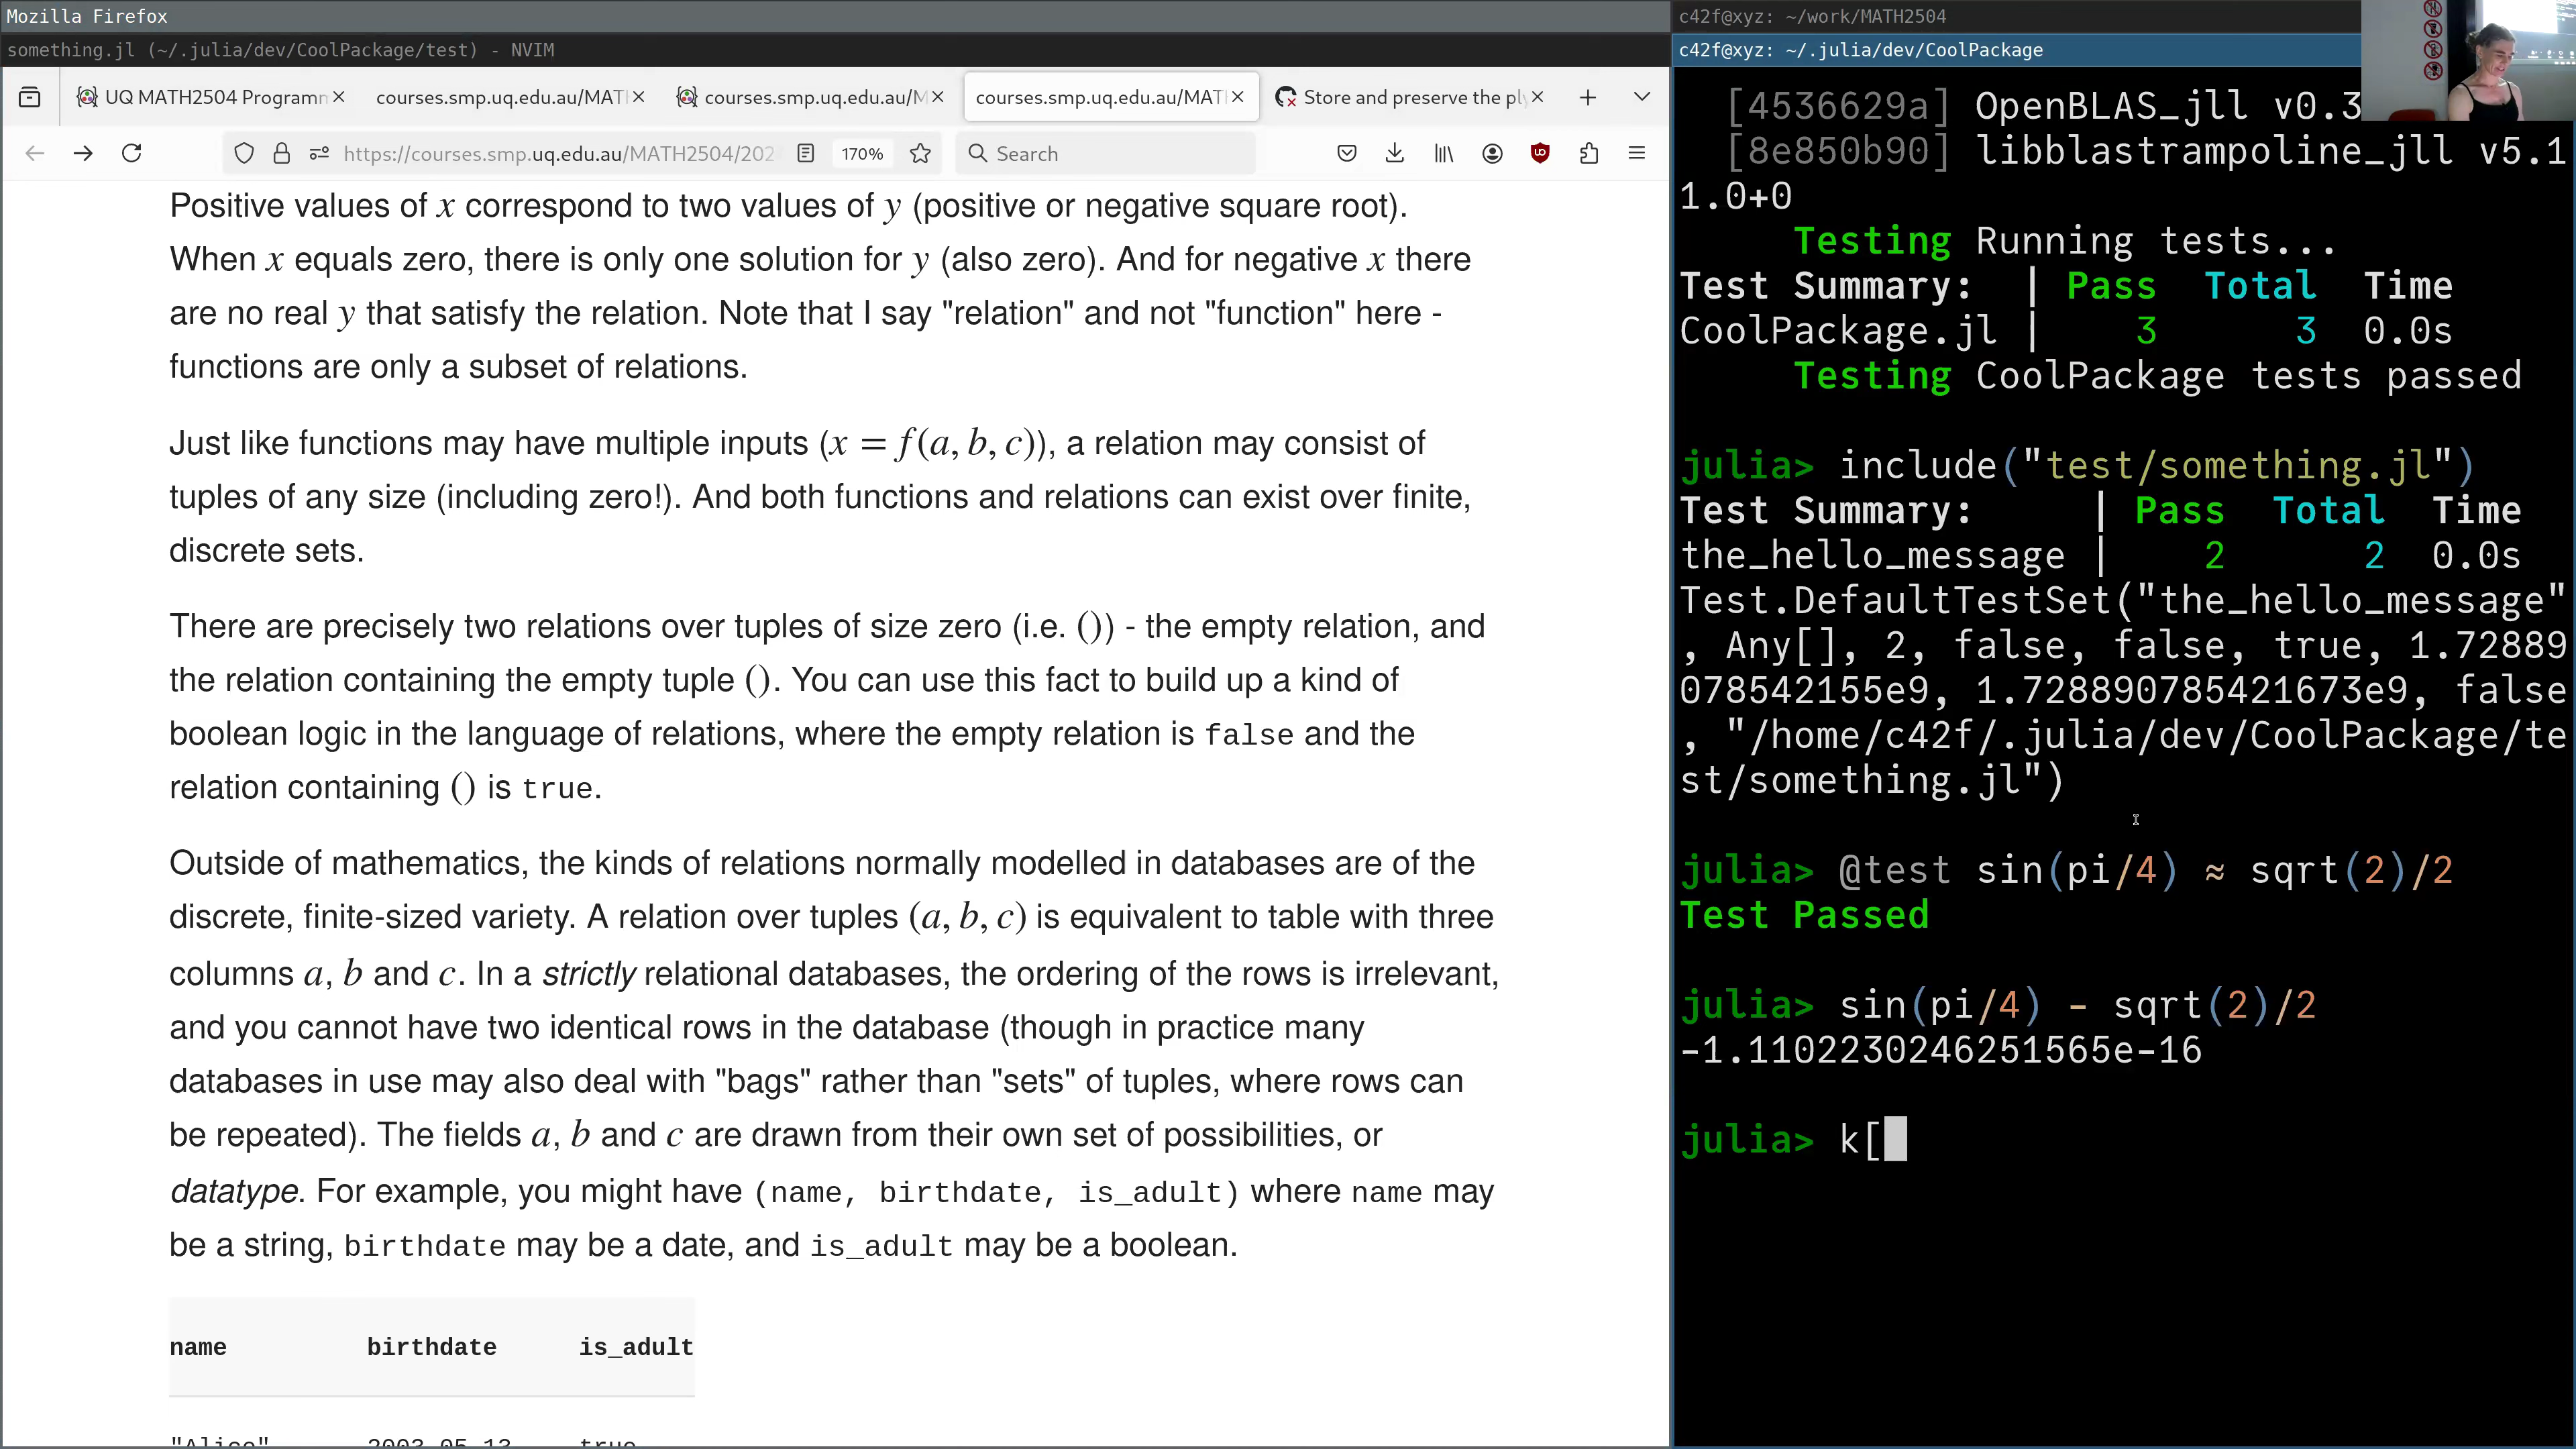 Mozilla Firefox
something.jl (~/.julia/dev/CoolPackage/test) - NVIM
UQ MATH2504 Programm
courses.smp.uq.edu.au/MATI
courses.smp.uq.edu.au/M
courses.smp.uq.edu.au/MATI
Store and preserve the ply
https://courses.smp.uq.edu.au/MATH2504/202
170%
Search
Positive values of x correspond to two values of y (positive or negative square root).
When x equals zero, there is only one solution for y (also zero). And for negative x there
are no real y that satisfy the relation. Note that I say "relation" and not "function" here -
functions are only a subset of relations.
Just like functions may have multiple inputs (x = f(a, b, c)), a relation may consist of
tuples of any size (including zero!). And both functions and relations can exist over finite,
discrete sets.
There are precisely two relations over tuples of size zero (i.e. ()) - the empty relation, and
the relation containing the empty tuple (). You can use this fact to build up a kind of
boolean logic in the language of relations, where the empty relation is false and the
relation containing () is true.
Outside of mathematics, the kinds of relations normally modelled in databases are of the
discrete, finite-sized variety. A relation over tuples (a, b, c) is equivalent to table with three
columns a, b and c. In a strictly relational databases, the ordering of the rows is irrelevant,
and you cannot have two identical rows in the database (though in practice many
databases in use may also deal with "bags" rather than "sets" of tuples, where rows can
be repeated). The fields a, b and c are drawn from their own set of possibilities, or
datatype. For example, you might have (name, birthdate, is_adult) where name may
be a string, birthdate may be a date, and is_adult may be a boolean.
name birthdate is_adult
"Alice" 2003-05-13 true
c42f@xyz: ~/work/MATH2504
c42f@xyz: ~/.julia/dev/CoolPackage
[4536629a] OpenBLAS_jll v0.3
[8e850b90] libblastrampoline_jll v5.1
1.0+0
Testing Running tests...
Test Summary: | Pass Total Time
CoolPackage.jl | 3 3 0.0s
Testing CoolPackage tests passed
julia> include("test/something.jl")
Test Summary: | Pass Total Time
the_hello_message | 2 2 0.0s
Test.DefaultTestSet("the_hello_message"
, Any[], 2, false, false, true, 1.72889
078542155e9, 1.728890785421673e9, false
, "/home/c42f/.julia/dev/CoolPackage/te
st/something.jl")
julia> @test sin(pi/4) ≈ sqrt(2)/2
Test Passed
julia> sin(pi/4) - sqrt(2)/2
-1.1102230246251565e-16
julia> k[